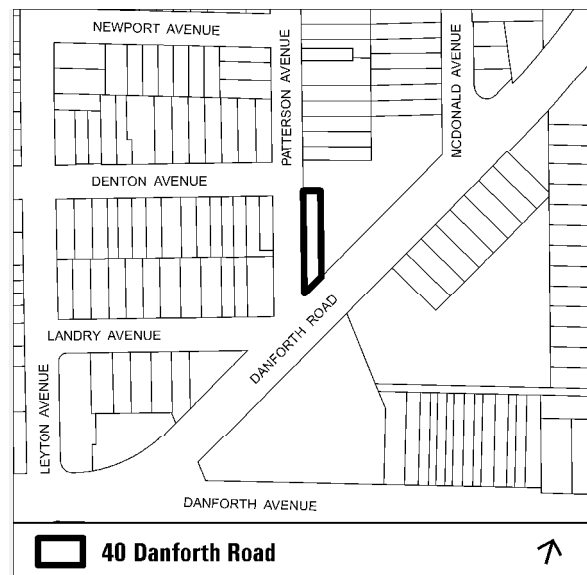 NEWPORT AVENUE
PATTERSON AVENUE
MCDONALD AVENUE
DENTON AVENUE
DANFORTH ROAD
LANDRY AVENUE
LEYTON AVENUE
DANFORTH AVENUE
40 Danforth Road